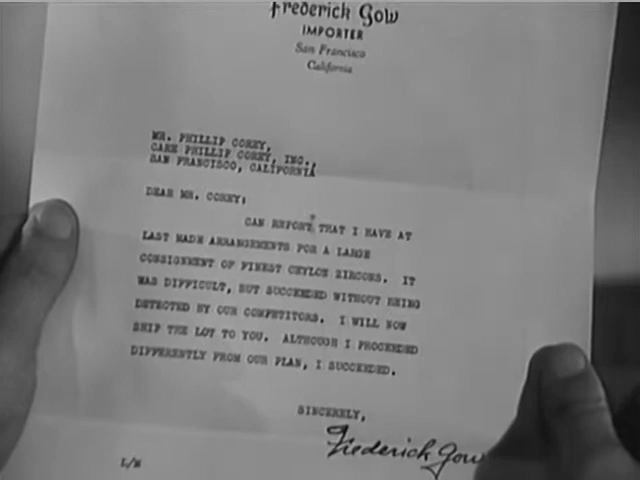 Frederick Gow
IMPORTER
San Francisco
California
MR. PHILLIP COREY,
CARE PHILLIP COREY, INC.,
SAN FRANCISCO, CALIFORNIA
DEAR MR. COREY:
CAN REPORT THAT I HAVE AT
LAST MADE ARRANGEMENTS FOR A LARGE
CONSIGNMENT OF FINEST CEYLON ZIRCONS. IT
WAS DIFFICULT, BUT SUCCEEDED WITHOUT BEING
DETECTED BY OUR COMPETITORS. I WILL NOW
SHIP THE LOT TO YOU. ALTHOUGH I PROCEEDED
DIFFERENTLY FROM OUR PLAN, I SUCCEEDED.
SINCERELY,
Frederick Gow
L/M